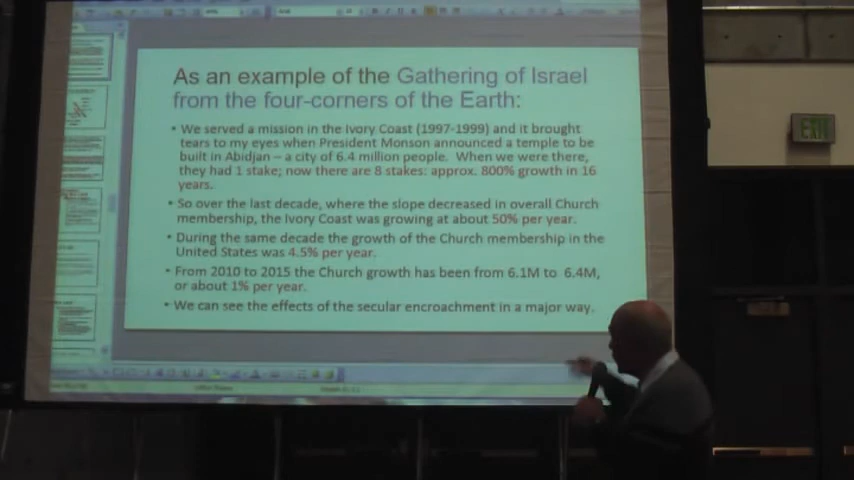 As an example of the Gathering of Israel
from the four-corners of the Earth:
• We served a mission in the Ivory Coast (1997-1999) and it brought
tears to my eyes when President Monson announced a temple to be
built in Abidjan – a city of 6.4 million people. When we were there,
they had 1 stake; now there are 8 stakes: approx. 800% growth in 16
years.
• So over the last decade, where the slope decreased in overall Church
membership, the Ivory Coast was growing at about 50% per year.
• During the same decade the growth of the Church membership in the
United States was 4.5% per year.
• From 2010 to 2015 the Church growth has been from 6.1M to 6.4M,
or about 1% per year.
• We can see the effects of the secular encroachment in a major way.
EXIT